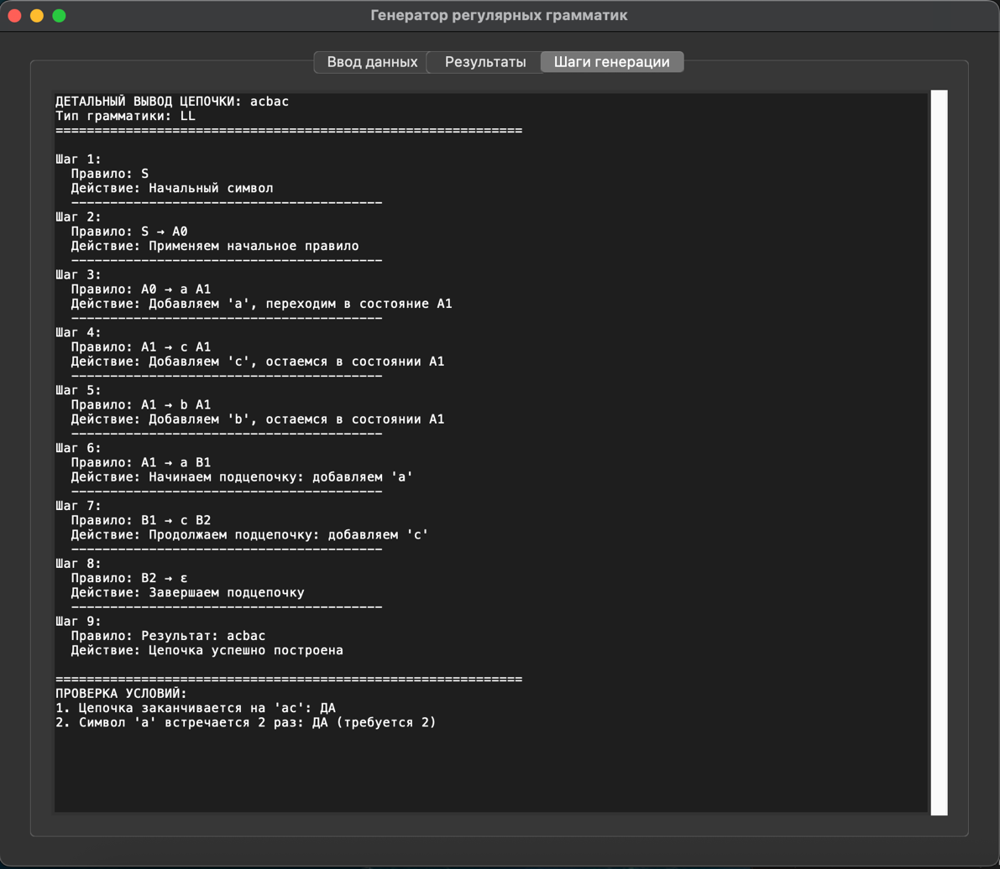 Генератор регулярных грамматик
Ввод данных Результаты Шаги генерации
ДЕТАЛЬНЫЙ ВЫВОД ЦЕПОЧКИ: acbac
Тип грамматики: LL
============================================================
Шаг 1:
Правило: S
Действие: Начальный символ
----------------------------------------
Шаг 2:
Правило: S → A0
Действие: Применяем начальное правило
----------------------------------------
Шаг 3:
Правило: A0 → a A1
Действие: Добавляем 'a', переходим в состояние A1
----------------------------------------
Шаг 4:
Правило: A1 → c A1
Действие: Добавляем 'c', остаемся в состоянии A1
----------------------------------------
Шаг 5:
Правило: A1 → b A1
Действие: Добавляем 'b', остаемся в состоянии A1
----------------------------------------
Шаг 6:
Правило: A1 → a B1
Действие: Начинаем подцепочку: добавляем 'a'
----------------------------------------
Шаг 7:
Правило: B1 → c B2
Действие: Продолжаем подцепочку: добавляем 'c'
----------------------------------------
Шаг 8:
Правило: B2 → ε
Действие: Завершаем подцепочку
----------------------------------------
Шаг 9:
Правило: Результат: acbac
Действие: Цепочка успешно построена
============================================================
ПРОВЕРКА УСЛОВИЙ:
1. Цепочка заканчивается на 'ac': ДА
2. Символ 'a' встречается 2 раз: ДА (требуется 2)